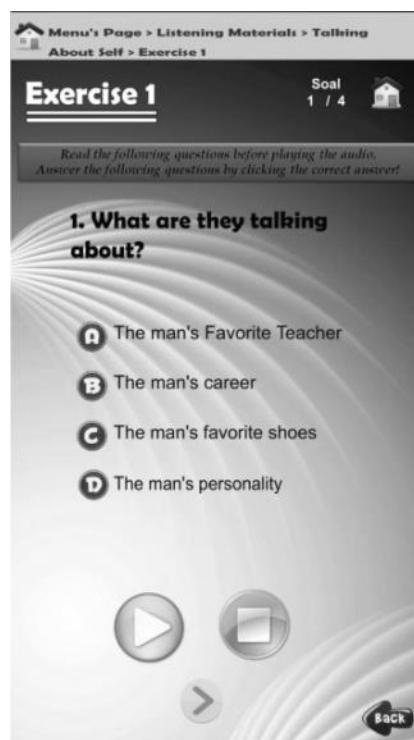 Menu's Page > Listening Materials > Talking
About Self > Exercise 1
Exercise 1
Soal
1 / 4
Read the following questions before playing the audio.
Answer the following questions by clicking the correct answer!
1. What are they talking
about?
A The man's Favorite Teacher
B The man's career
C The man's favorite shoes
D The man's personality
Back